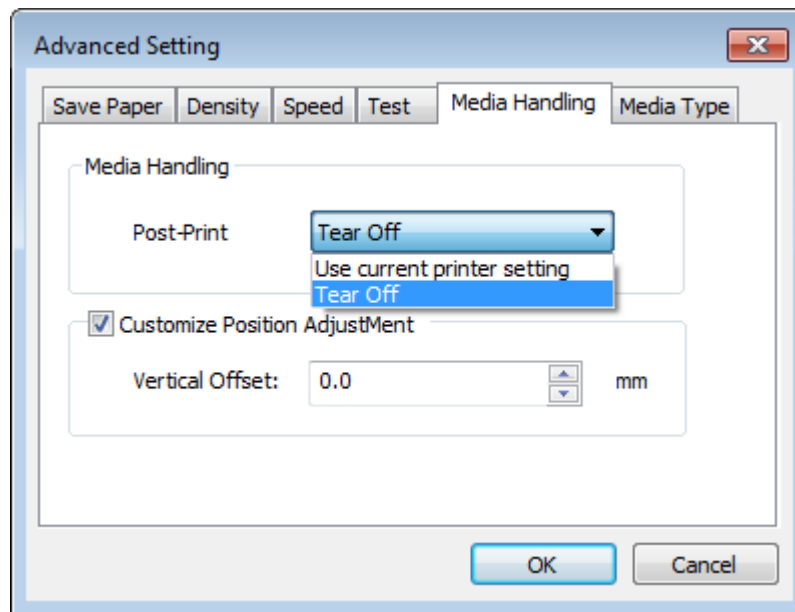 Advanced Setting
Save Paper Density Speed Test Media Handling Media Type
Media Handling
Post-Print Tear Off
Use current printer setting
Tear Off
Customize Position AdjustMent
Vertical Offset: 0.0 mm
OK Cancel